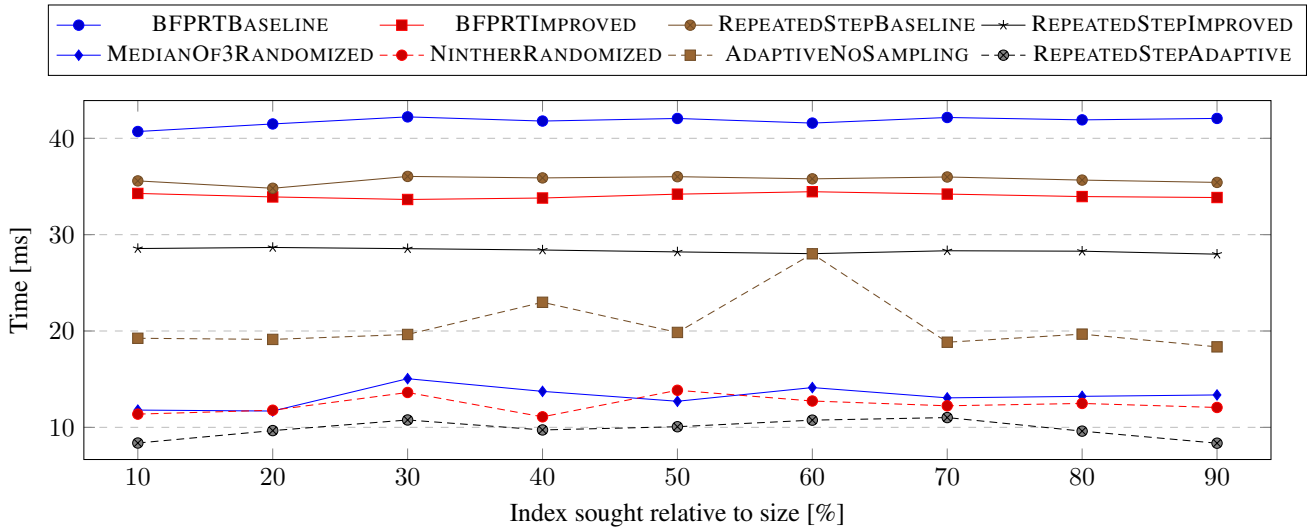 BFPRTBASELINE BFPRTIMPROVED REPEATEDSTEPBASELINE REPEATEDSTEPIMPROVED
MEDIANOF3RANDOMIZED NINTHERRANDOMIZED ADAPTIVENOSAMPLING REPEATEDSTEPADAPTIVE
40
30
20
10
Time [ms]
10 20 30 40 50 60 70 80 90
Index sought relative to size [%]